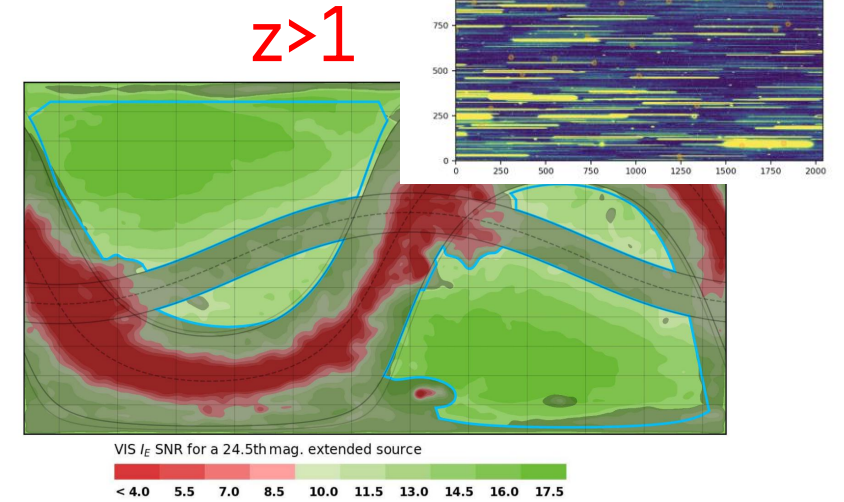 z>1
750
500
250
0
0 250 500 750 1000 1250 1500 1750 2000
VIS I_E SNR for a 24.5th mag. extended source
< 4.0 5.5 7.0 8.5 10.0 11.5 13.0 14.5 16.0 17.5